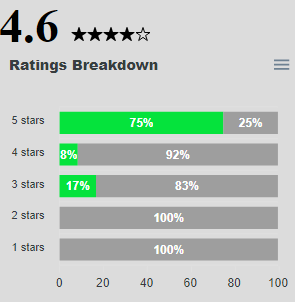 4.6
Ratings Breakdown
5 stars 75% 25%
4 stars 8% 92%
3 stars 17% 83%
2 stars 100%
1 stars 100%
0 20 40 60 80 100